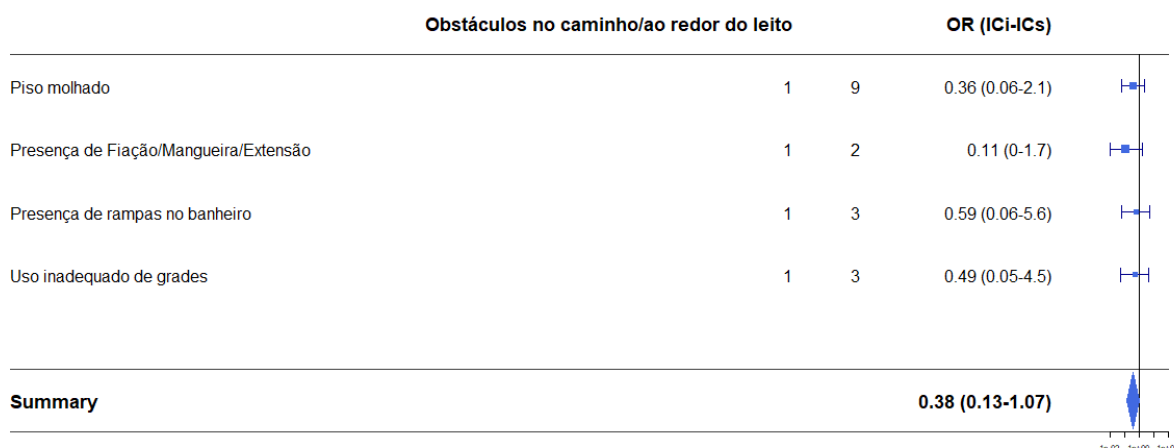 Obstáculos no caminho/ao redor do leito OR (ICi-ICs)
Piso molhado 1 9 0.36 (0.06-2.1)
Presença de Fiação/Mangueira/Extensão 1 2 0.11 (0-1.7)
Presença de rampas no banheiro 1 3 0.59 (0.06-5.6)
Uso inadequado de grades 1 3 0.49 (0.05-4.5)
Summary 0.38 (0.13-1.07)